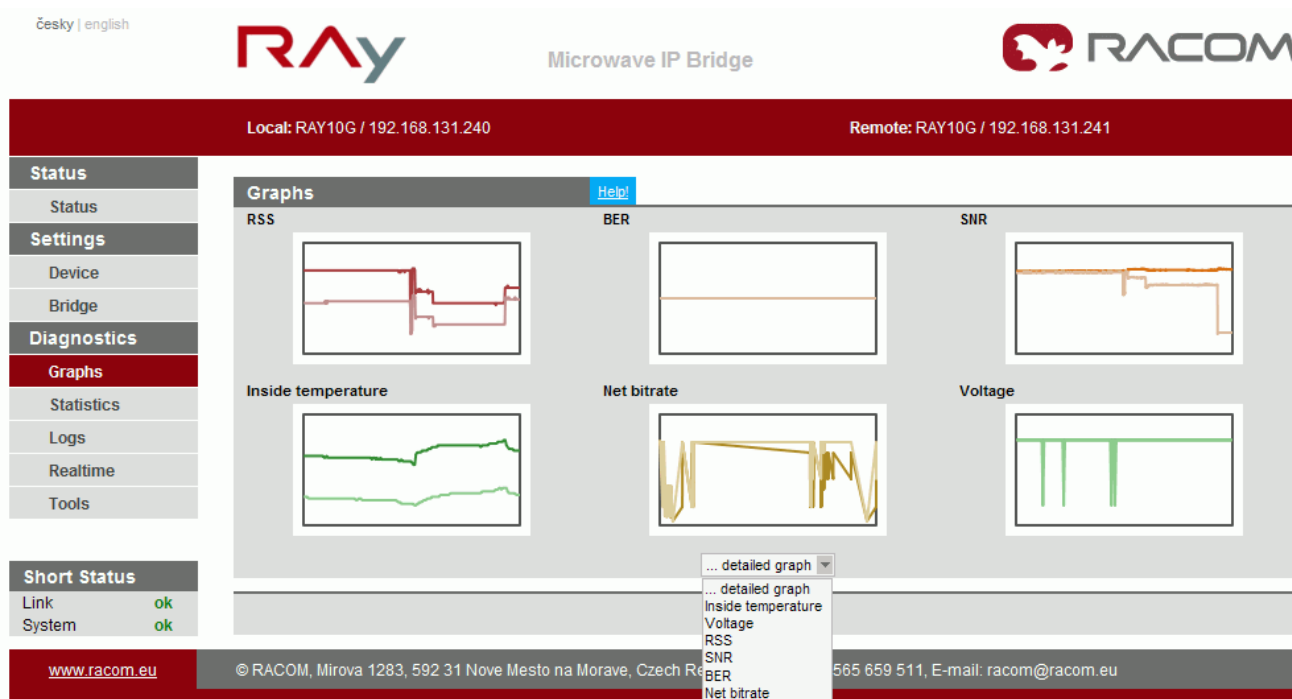 česky | english
RAy
Microwave IP Bridge
RACOM
Local: RAY10G / 192.168.131.240
Remote: RAY10G / 192.168.131.241
Status
Status
Settings
Device
Bridge
Diagnostics
Graphs
Statistics
Logs
Realtime
Tools
Short Status
Link ok
System ok
Graphs
Help!
RSS
BER
SNR
Inside temperature
Net bitrate
Voltage
... detailed graph
... detailed graph
Inside temperature
Voltage
RSS
SNR
BER
Net bitrate
www.racom.eu
© RACOM, Mirova 1283, 592 31 Nove Mesto na Morave, Czech Re 565 659 511, E-mail: racom@racom.eu